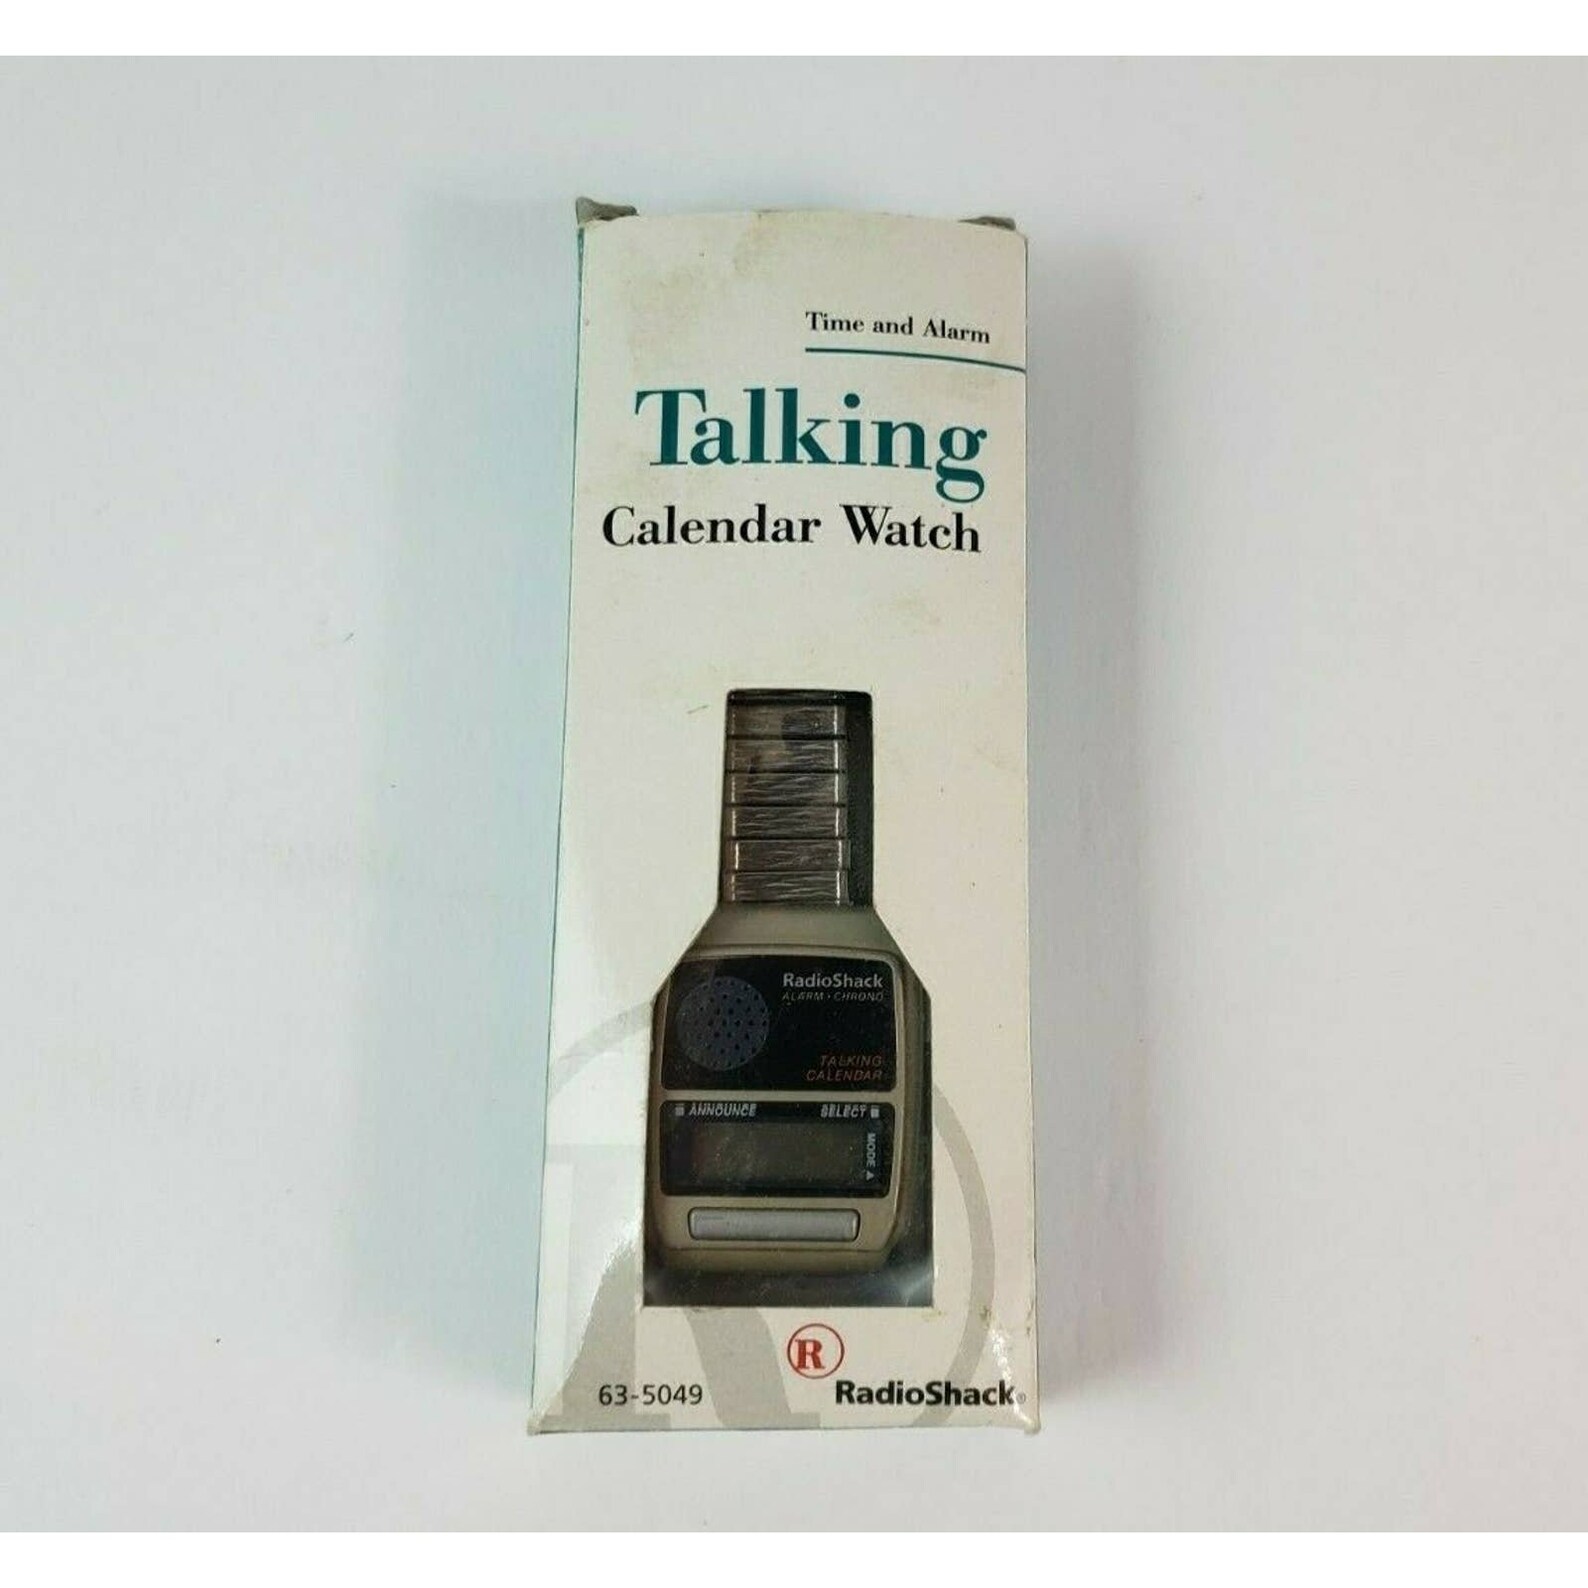 Time and Alarm
Talking
Calendar Watch
RadioShack
ALARM • CHRONO
TALKING
CALENDAR
ANNOUNCE SELECT
MODE
R
63-5049 RadioShack®